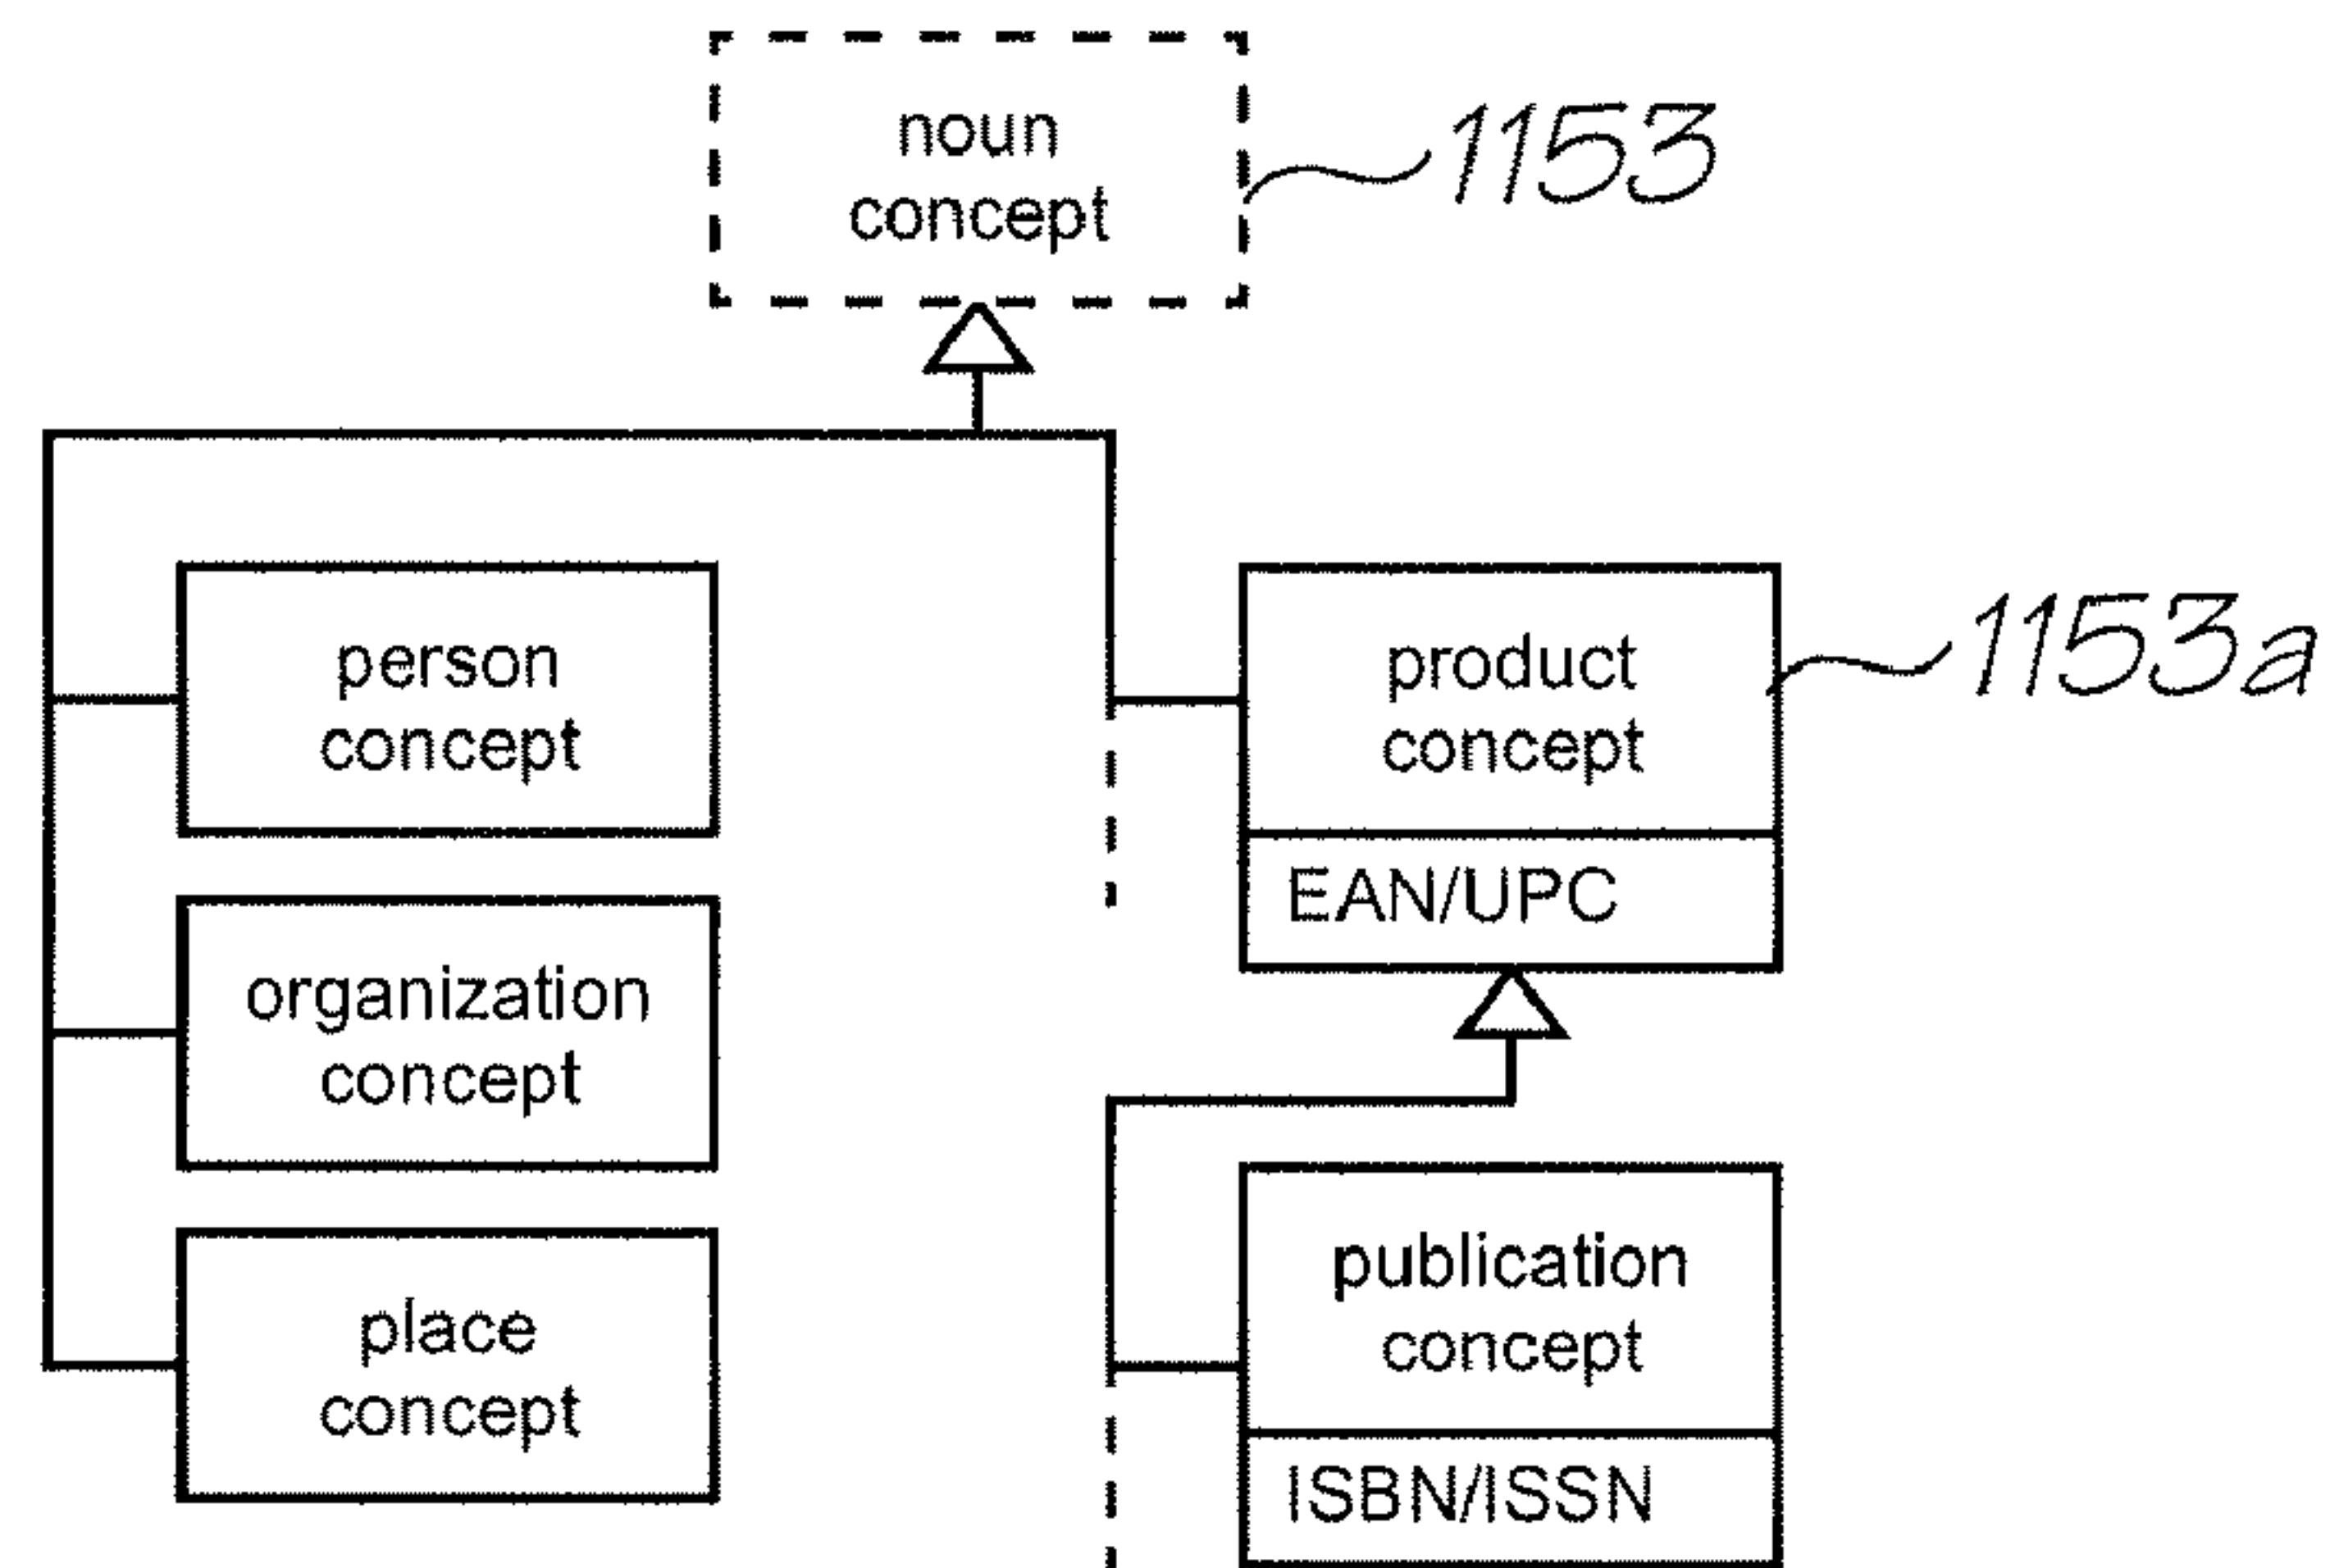 noun
concept
1153
person
concept
product
concept
1153a
EAN/UPC
organization
concept
publication
concept
place
concept
ISBN/ISSN